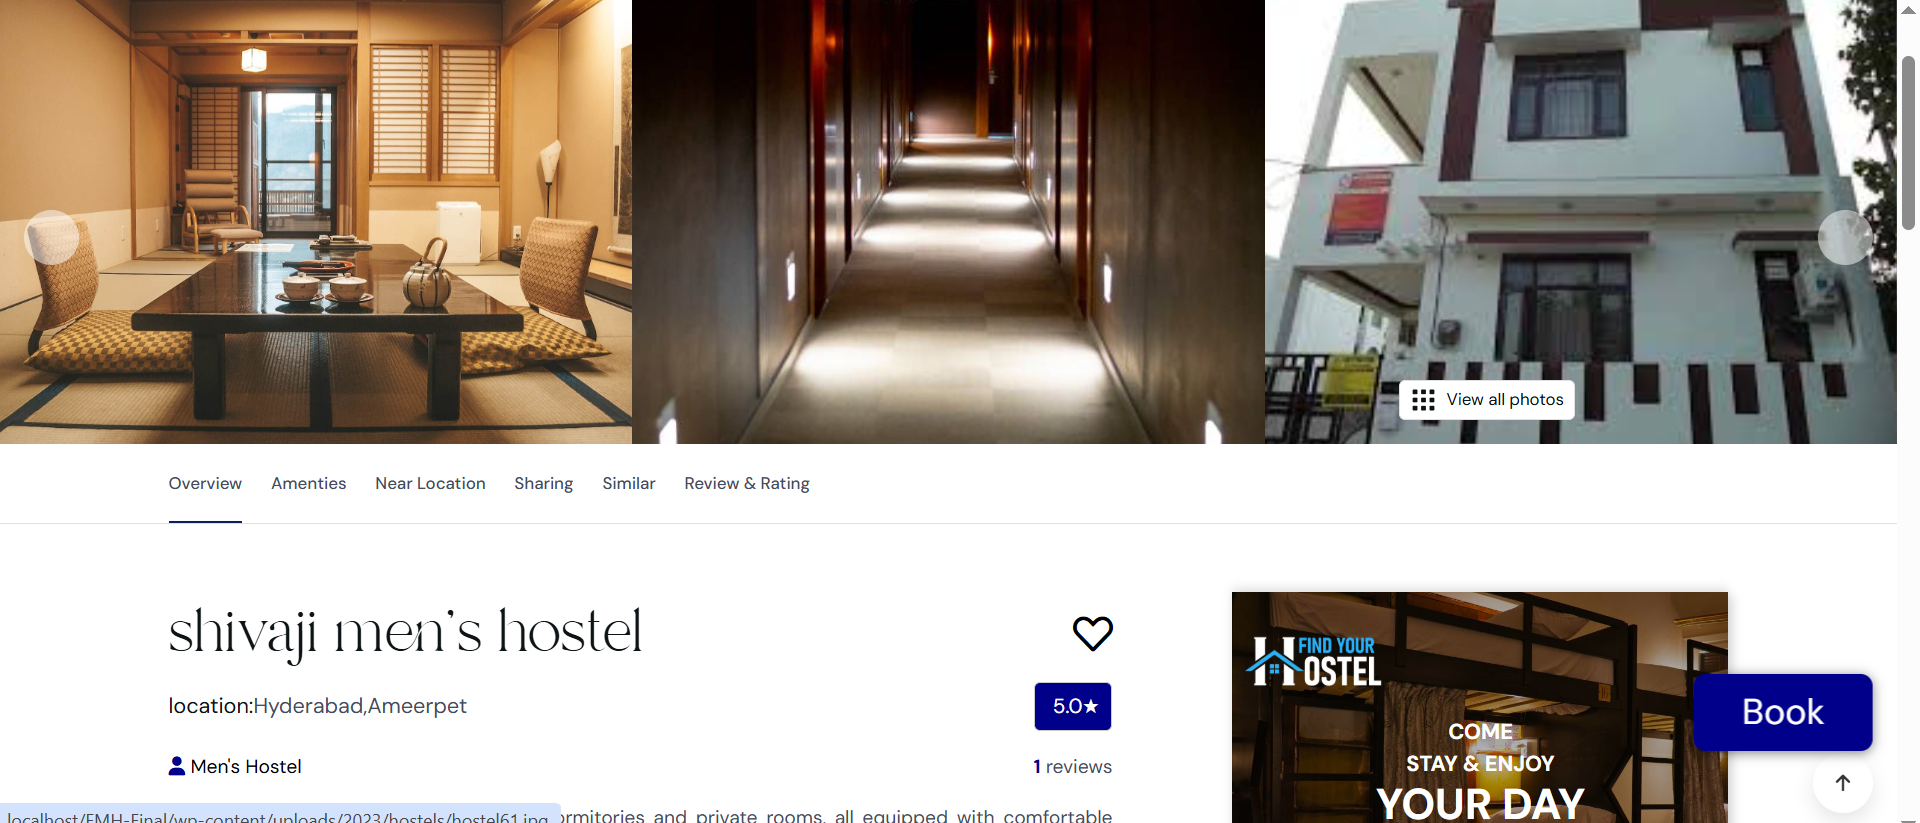 View all photos
Overview Amenties Near Location Sharing Similar Review & Rating
shivaji men's hostel
location:Hyderabad,Ameerpet
5.0★
Men's Hostel
1 reviews
ormitories and private rooms, all equipped with comfortable
FIND YOUR
HOSTEL
COME
STAY & ENJOY
YOUR DAY
Book
localhost/FMH-Final/wp-content/uploads/2023/hostels/hostel61.jpg